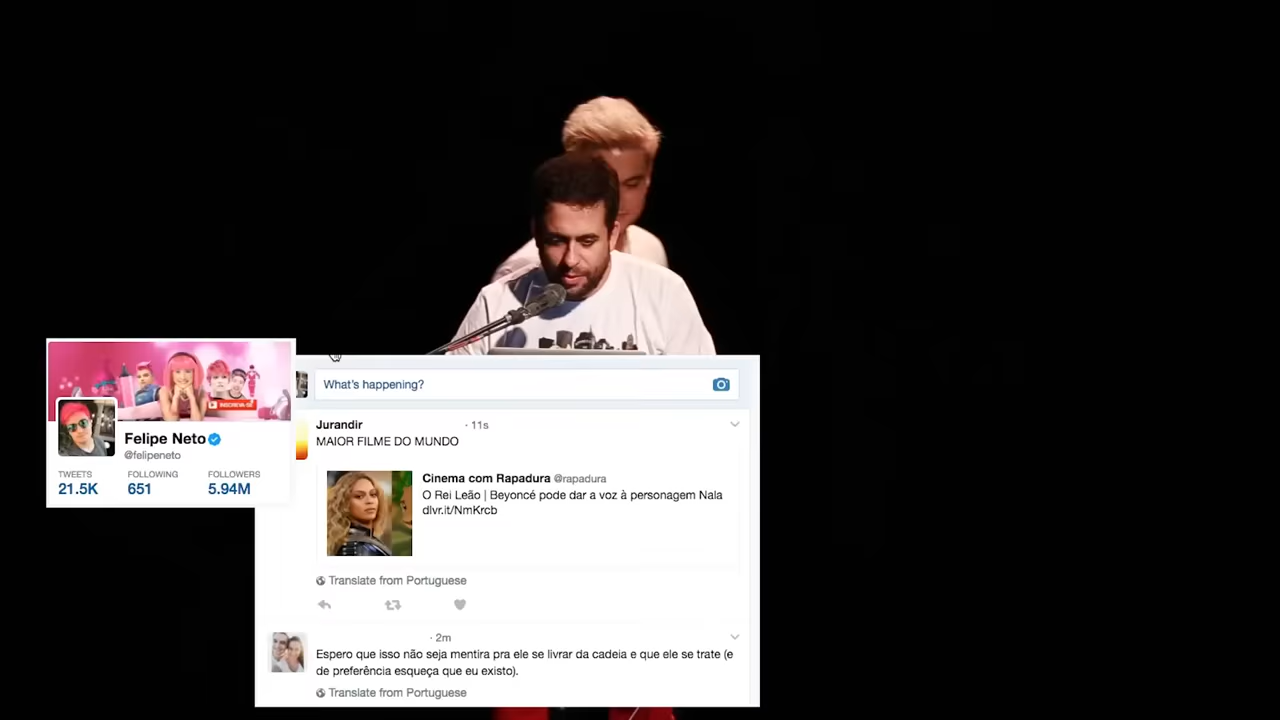 INSCREVA-SE
Felipe Neto
@felipeneto
TWEETS
FOLLOWING
FOLLOWERS
21.5K
651
5.94M
What's happening?
Jurandir · 11s
MAIOR FILME DO MUNDO
Cinema com Rapadura @rapadura
O Rei Leão | Beyoncé pode dar a voz à personagem Nala
dlvr.it/NmKrcb
Translate from Portuguese
· 2m
Espero que isso não seja mentira pra ele se livrar da cadeia e que ele se trate (e
de preferência esqueça que eu existo).
Translate from Portuguese